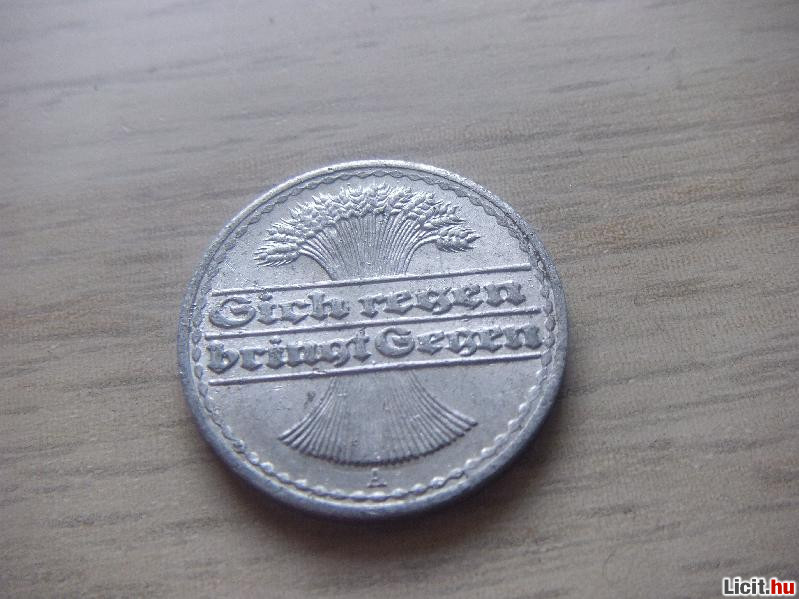 Sich regen
bringt Segen
A
Licit.hu